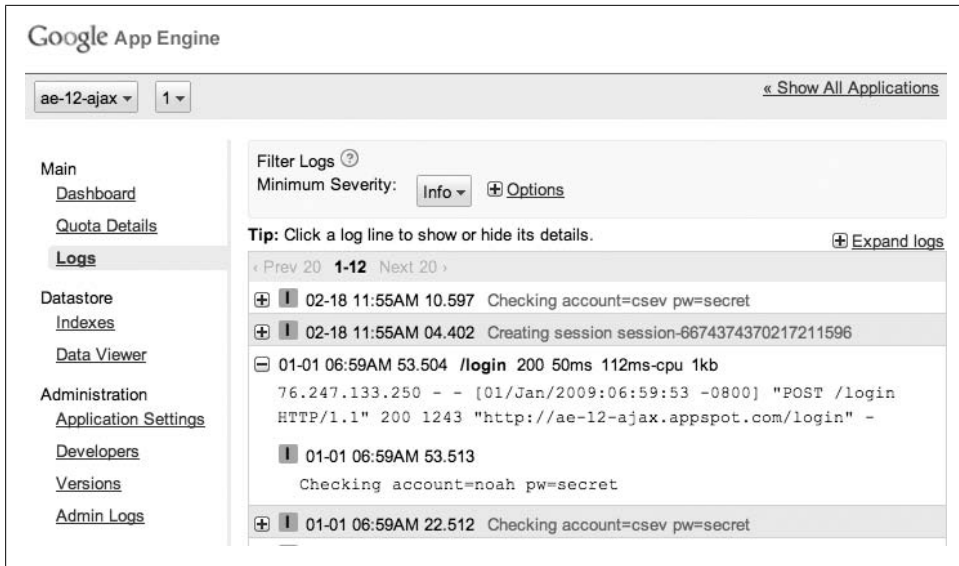 Google App Engine
ae-12-ajax 1
« Show All Applications
Main
Dashboard
Quota Details
Logs
Datastore
Indexes
Data Viewer
Administration
Application Settings
Developers
Versions
Admin Logs
Filter Logs ?
Minimum Severity: Info Options
Tip: Click a log line to show or hide its details.
Expand logs
‹ Prev 20 1-12 Next 20 ›
I 02-18 11:55AM 10.597 Checking account=csev pw=secret
I 02-18 11:55AM 04.402 Creating session session-6674374370217211596
01-01 06:59AM 53.504 /login 200 50ms 112ms-cpu 1kb
76.247.133.250 - - [01/Jan/2009:06:59:53 -0800] "POST /login
HTTP/1.1" 200 1243 "http://ae-12-ajax.appspot.com/login" -
I 01-01 06:59AM 53.513
Checking account=noah pw=secret
I 01-01 06:59AM 22.512 Checking account=csev pw=secret